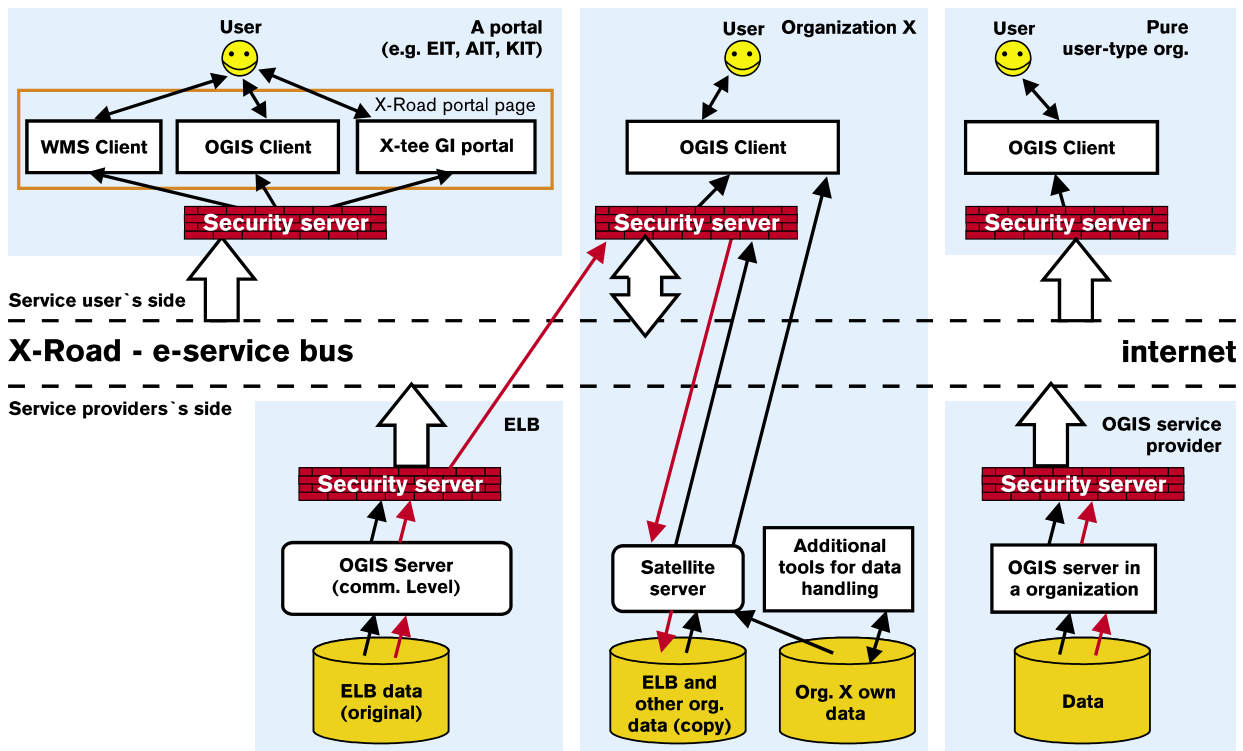 User
A portal
(e.g. EIT, AIT, KIT)
X-Road portal page
WMS Client
OGIS Client
X-tee GI portal
Security server
User
Organization X
OGIS Client
Security server
User
Pure
user-type org.
OGIS Client
Security server
Service user`s side
X-Road - e-service bus
internet
Service providers`s side
ELB
Security server
OGIS Server
(comm. Level)
ELB data
(original)
Satellite
server
Additional
tools for data
handling
ELB and
other org.
data (copy)
Org. X own
data
OGIS service
provider
Security server
OGIS server in
a organization
Data